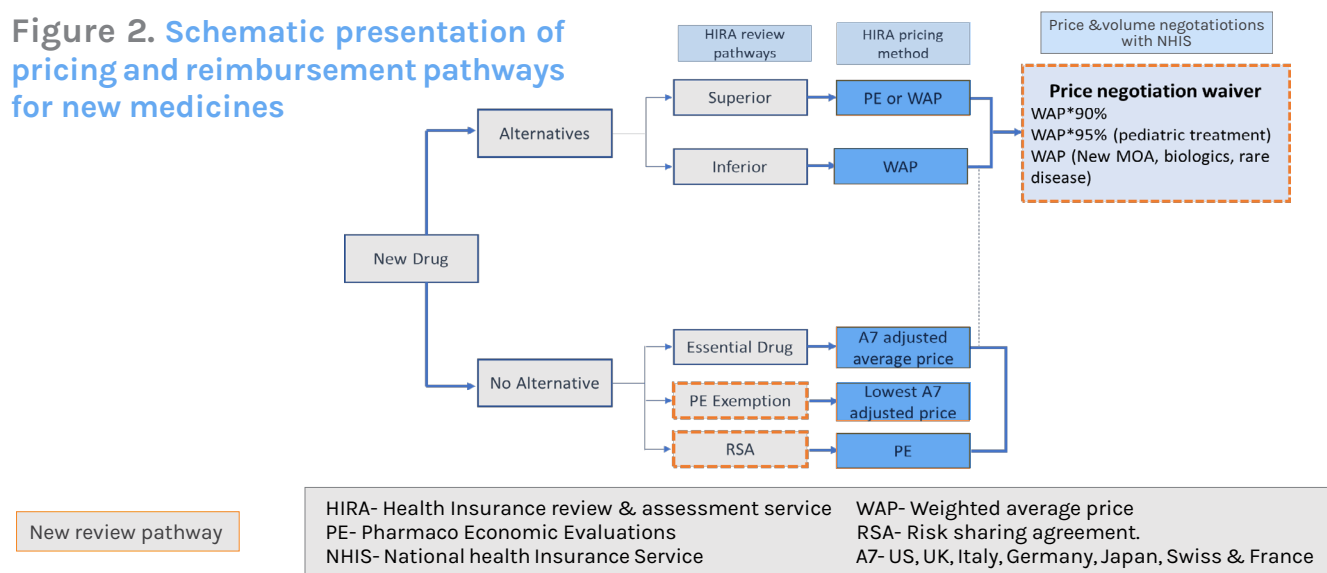 Figure 2. Schematic presentation of
pricing and reimbursement pathways
for new medicines
HIRA review
pathways
HIRA pricing
method
Price &volume negotatiotions
with NHIS
Superior
PE or WAP
Price negotiation waiver
WAP*90%
WAP*95% (pediatric treatment)
WAP (New MOA, biologics, rare
disease)
Alternatives
Inferior
WAP
New Drug
Essential Drug
A7 adjusted
average price
No Alternative
PE Exemption
Lowest A7
adjusted price
RSA
PE
New review pathway
HIRA- Health Insurance review & assessment service
PE- Pharmaco Economic Evaluations
NHIS- National health Insurance Service
WAP- Weighted average price
RSA- Risk sharing agreement.
A7- US, UK, Italy, Germany, Japan, Swiss & France